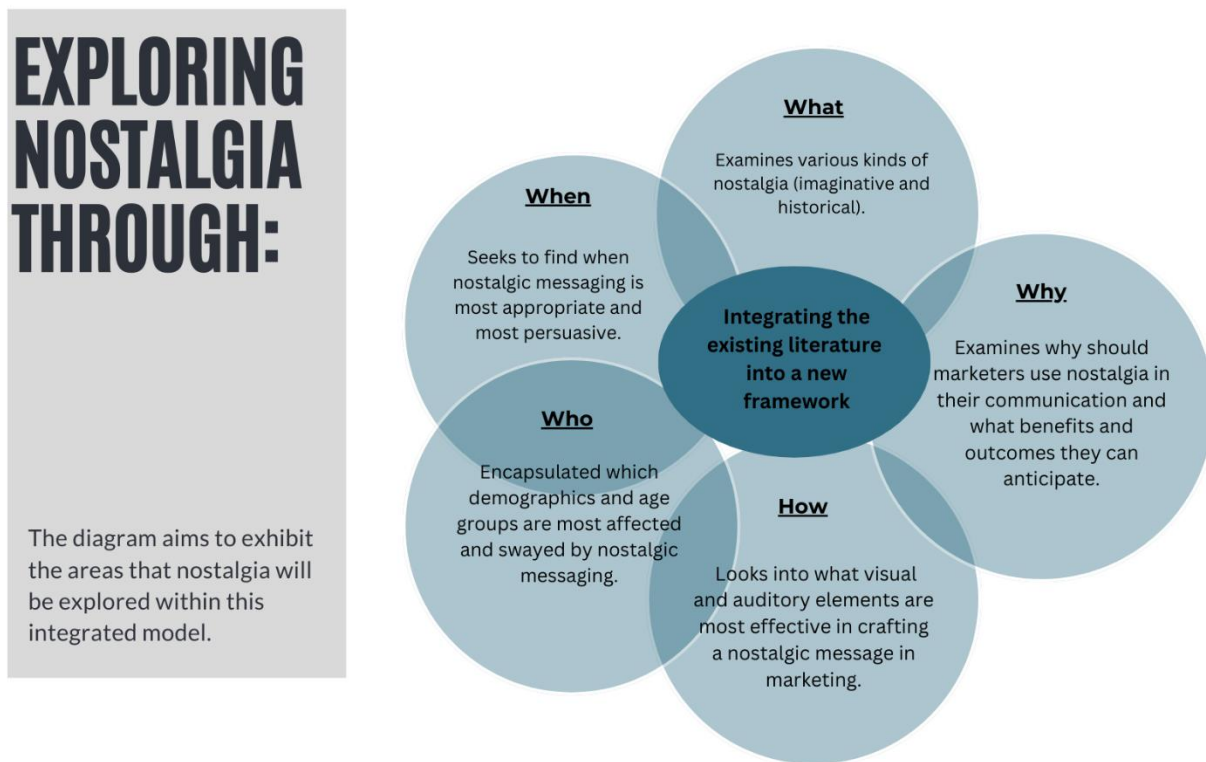 EXPLORING
NOSTALGIA
THROUGH:
The diagram aims to exhibit
the areas that nostalgia will
be explored within this
integrated model.
What
Examines various kinds of
nostalgia (imaginative and
historical).
When
Seeks to find when
nostalgic messaging is
most appropriate and
most persuasive.
Integrating the
existing literature
into a new
framework
Why
Examines why should
marketers use nostalgia in
their communication and
what benefits and
outcomes they can
anticipate.
Who
Encapsulated which
demographics and age
groups are most affected
and swayed by nostalgic
messaging.
How
Looks into what visual
and auditory elements are
most effective in crafting
a nostalgic message in
marketing.